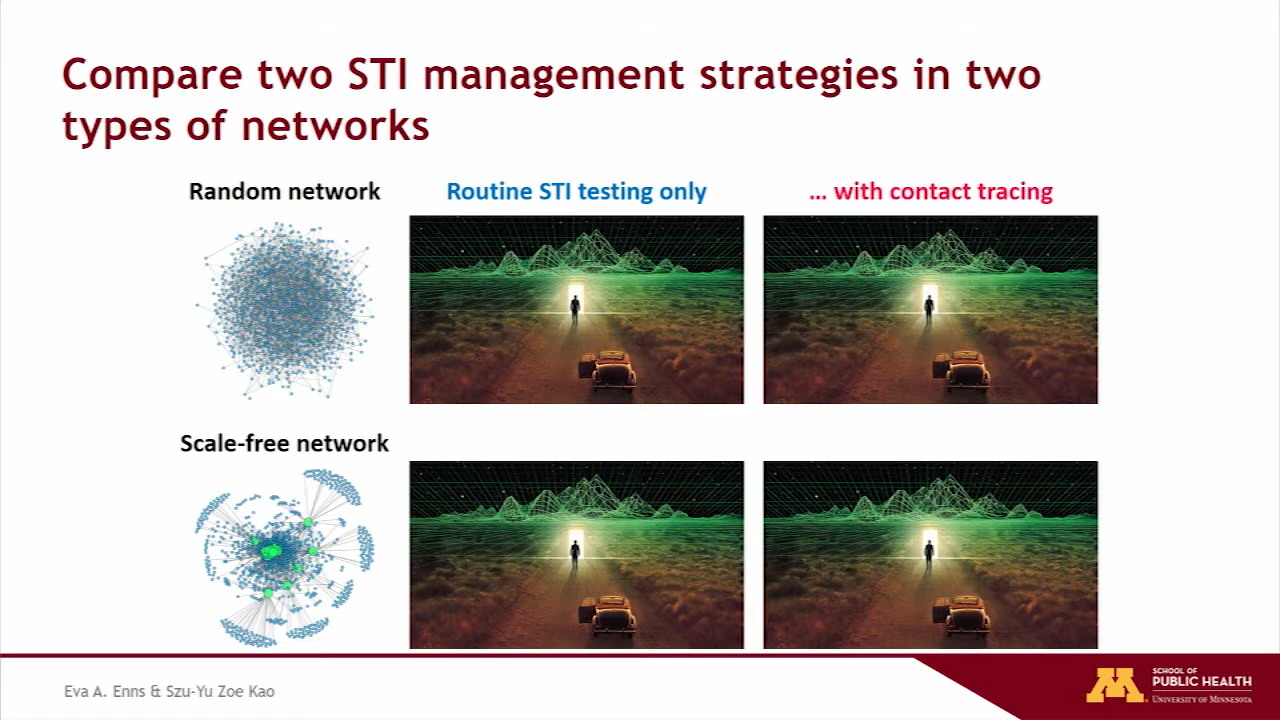 Compare two STI management strategies in two
types of networks
Random network
Routine STI testing only
... with contact tracing
Scale-free network
Eva A. Enns & Szu-Yu Zoe Kao
SCHOOL OF
PUBLIC HEALTH
UNIVERSITY OF MINNESOTA